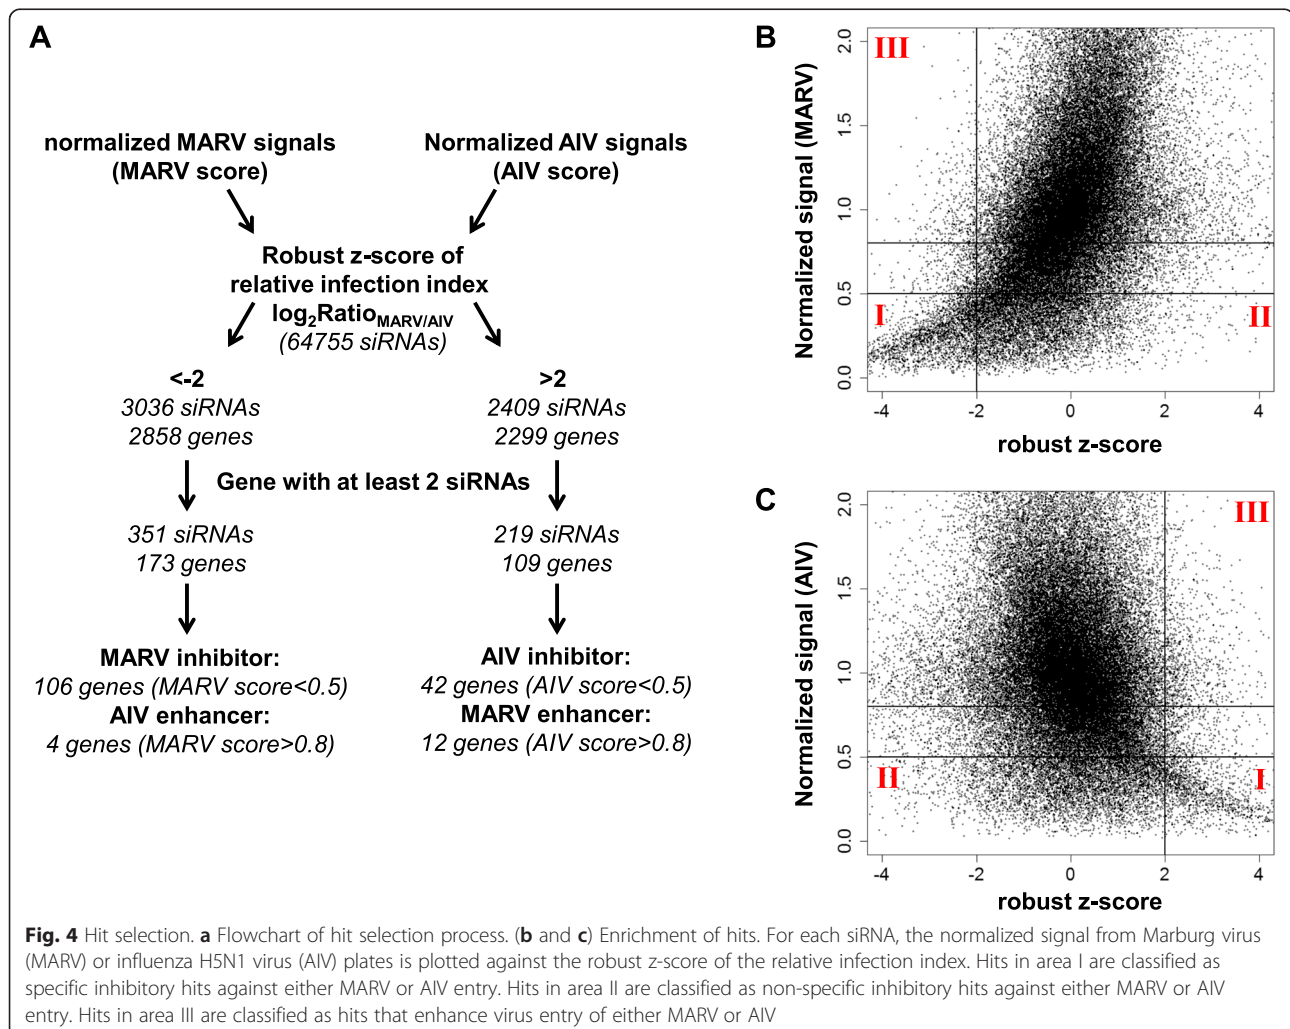 A
normalized MARV signals
(MARV score)
Normalized AIV signals
(AIV score)
Robust z-score of
relative infection index
log₂Ratio MARV/AIV
(64755 siRNAs)
<-2
3036 siRNAs
2858 genes
>2
2409 siRNAs
2299 genes
Gene with at least 2 siRNAs
351 siRNAs
173 genes
219 siRNAs
109 genes
MARV inhibitor:
106 genes (MARV score<0.5)
AIV enhancer:
4 genes (MARV score>0.8)
AIV inhibitor:
42 genes (AIV score<0.5)
MARV enhancer:
12 genes (AIV score>0.8)
B
III
I
II
Normalized signal (MARV)
2.0
1.5
1.0
0.5
0.0
-4 -2 0 2 4
robust z-score
C
III
II
I
Normalized signal (AIV)
2.0
1.5
1.0
0.5
0.0
-4 -2 0 2 4
robust z-score
Fig. 4 Hit selection. a Flowchart of hit selection process. (b and c) Enrichment of hits. For each siRNA, the normalized signal from Marburg virus
(MARV) or influenza H5N1 virus (AIV) plates is plotted against the robust z-score of the relative infection index. Hits in area I are classified as
specific inhibitory hits against either MARV or AIV entry. Hits in area II are classified as non-specific inhibitory hits against either MARV or AIV
entry. Hits in area III are classified as hits that enhance virus entry of either MARV or AIV